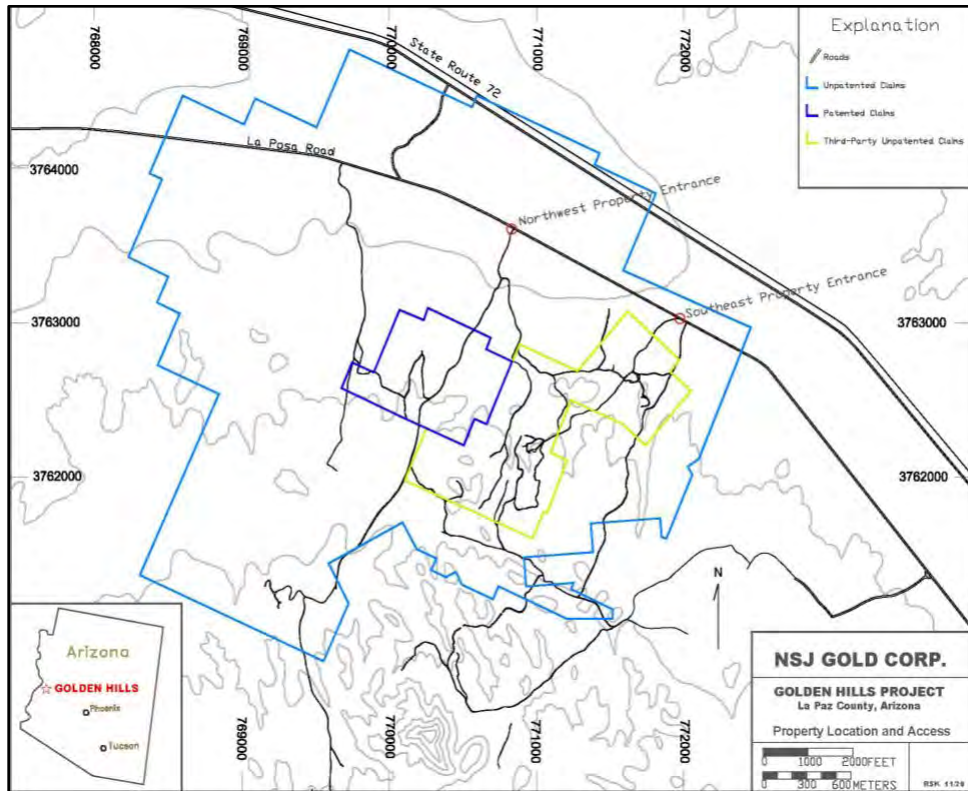 768000
769000
770000
771000
772000
Explanation
Roads
Unpatented Claims
Patented Claims
Third-Party Unpatented Claims
State Route 72
La Posa Road
3764000
3764000
Northwest Property Entrance
Southeast Property Entrance
3763000
3763000
3762000
3762000
N
Arizona
GOLDEN HILLS
Phoenix
Tucson
769000
770000
771000
772000
NSJ GOLD CORP.
GOLDEN HILLS PROJECT
La Paz County, Arizona
Property Location and Access
0 1000 2000FEET
0 300 600METERS